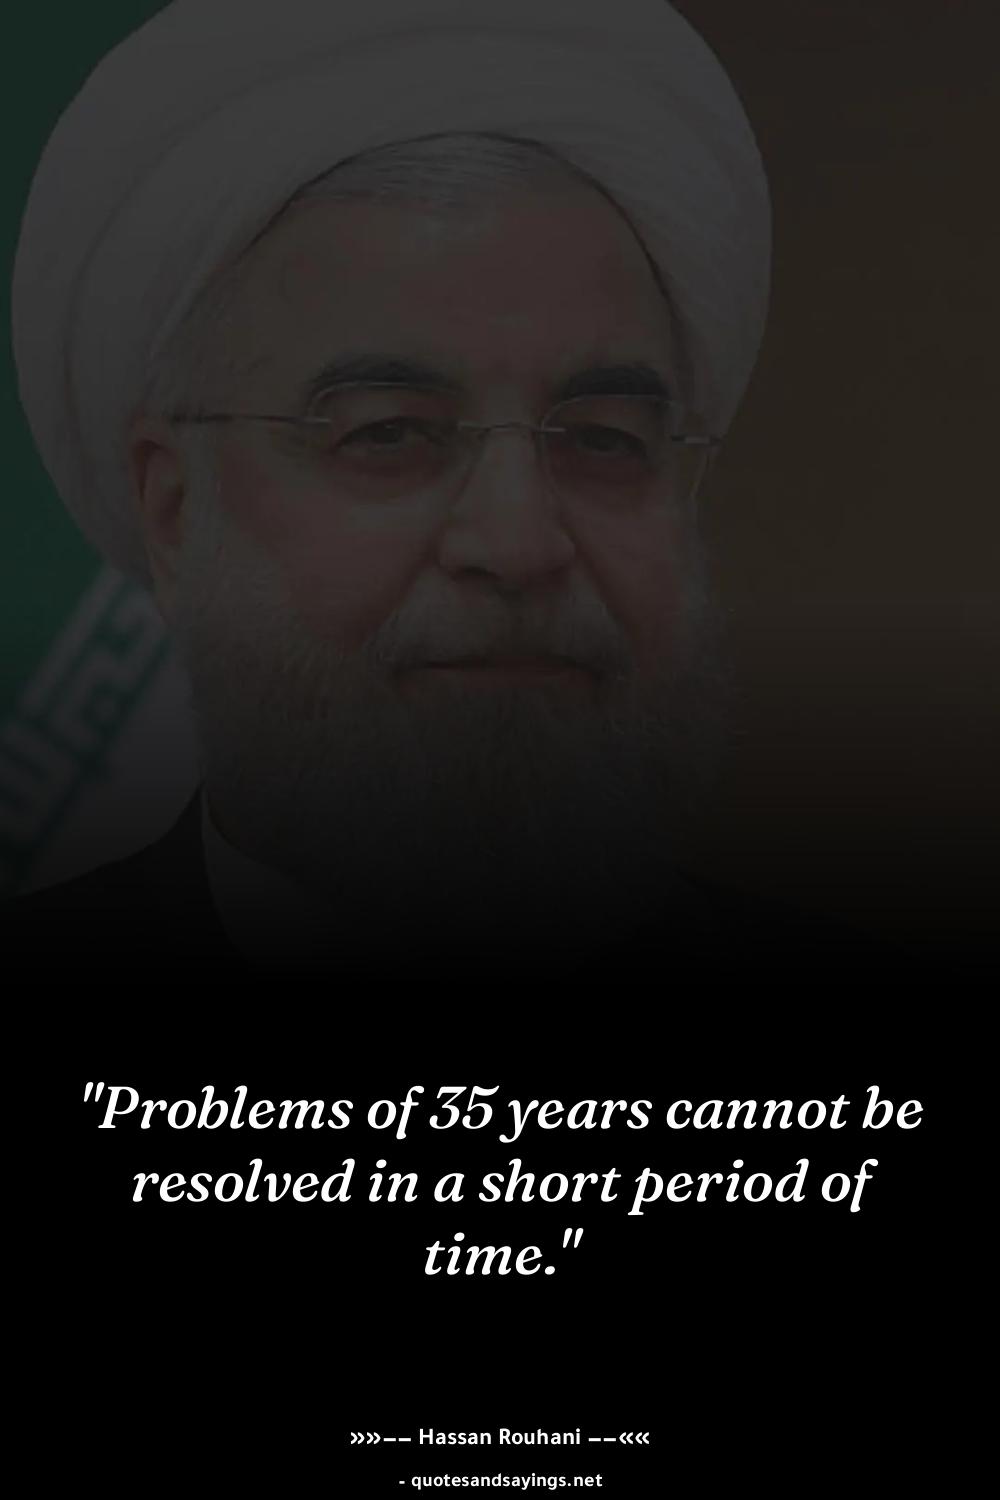 "Problems of 35 years cannot be
resolved in a short period of
time."
»»–– Hassan Rouhani ––««
- quotesandsayings.net